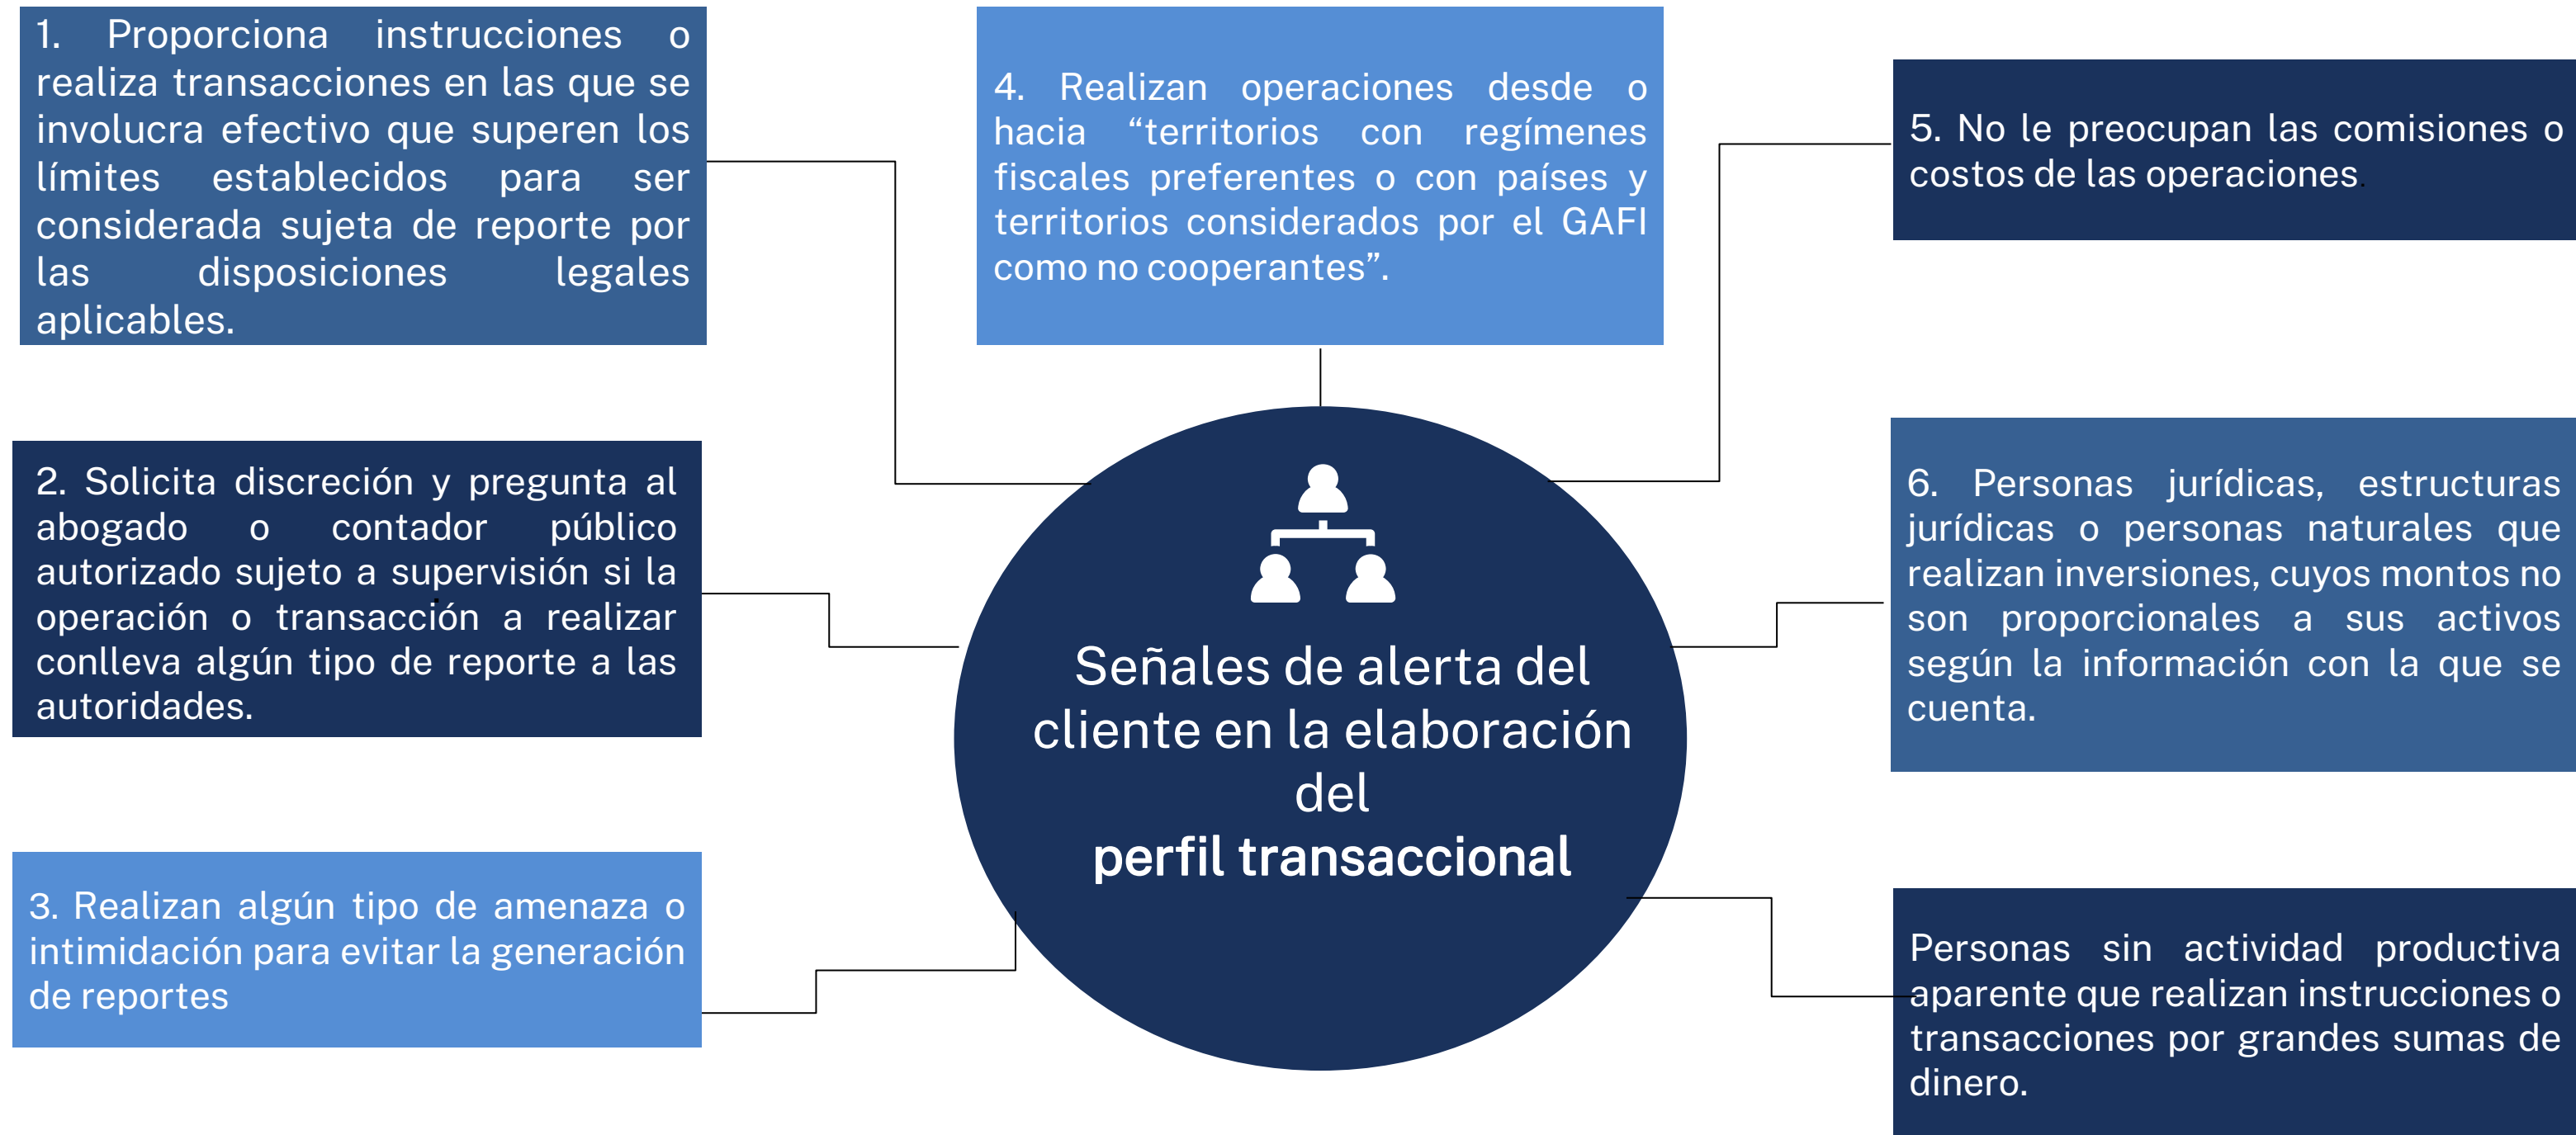 1. Proporciona instrucciones o
realiza transacciones en las que se
involucra efectivo que superen los
límites establecidos para ser
considerada sujeta de reporte por
las disposiciones legales
aplicables.
2. Solicita discreción y pregunta al
abogado o contador público
autorizado sujeto a supervisión si la
operación o transacción a realizar
conlleva algún tipo de reporte a las
autoridades.
3. Realizan algún tipo de amenaza o
intimidación para evitar la generación
de reportes
4. Realizan operaciones desde o
hacia “territorios con regímenes
fiscales preferentes o con países y
territorios considerados por el GAFI
como no cooperantes”.
5. No le preocupan las comisiones o
costos de las operaciones.
6. Personas jurídicas, estructuras
jurídicas o personas naturales que
realizan inversiones, cuyos montos no
son proporcionales a sus activos
según la información con la que se
cuenta.
Personas sin actividad productiva
aparente que realizan instrucciones o
transacciones por grandes sumas de
dinero.
Señales de alerta del
cliente en la elaboración
del
perfil transaccional